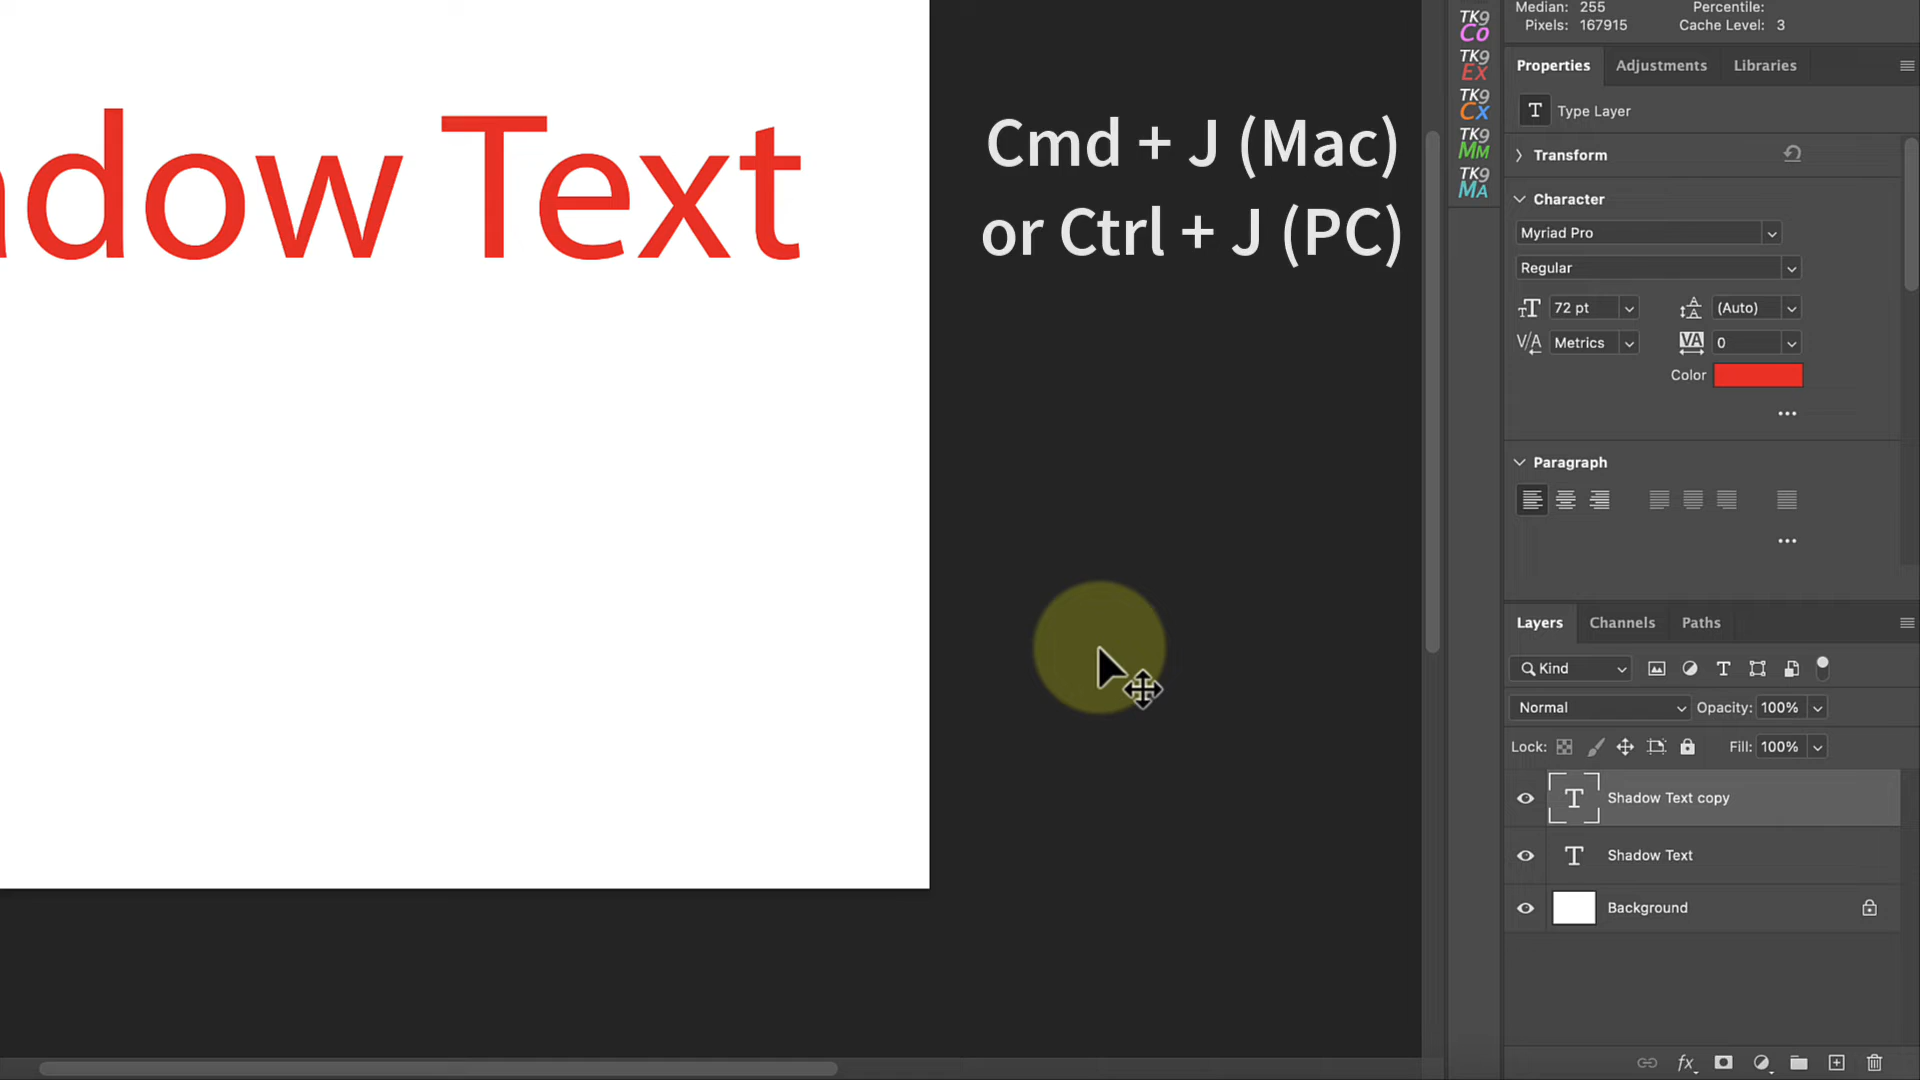 Median: 255 Percentile:
Pixels: 167915 Cache Level: 3
TK9 Co
TK9 Ex
TK9 Cx
TK9 MM
TK9 MA
Properties Adjustments Libraries
T Type Layer
Transform
Character
Myriad Pro
Regular
72 pt (Auto)
Metrics 0
Color
Paragraph
adow Text
Cmd + J (Mac)
or Ctrl + J (PC)
Layers Channels Paths
Kind
Normal Opacity: 100%
Lock: Fill: 100%
T Shadow Text copy
T Shadow Text
Background
fx